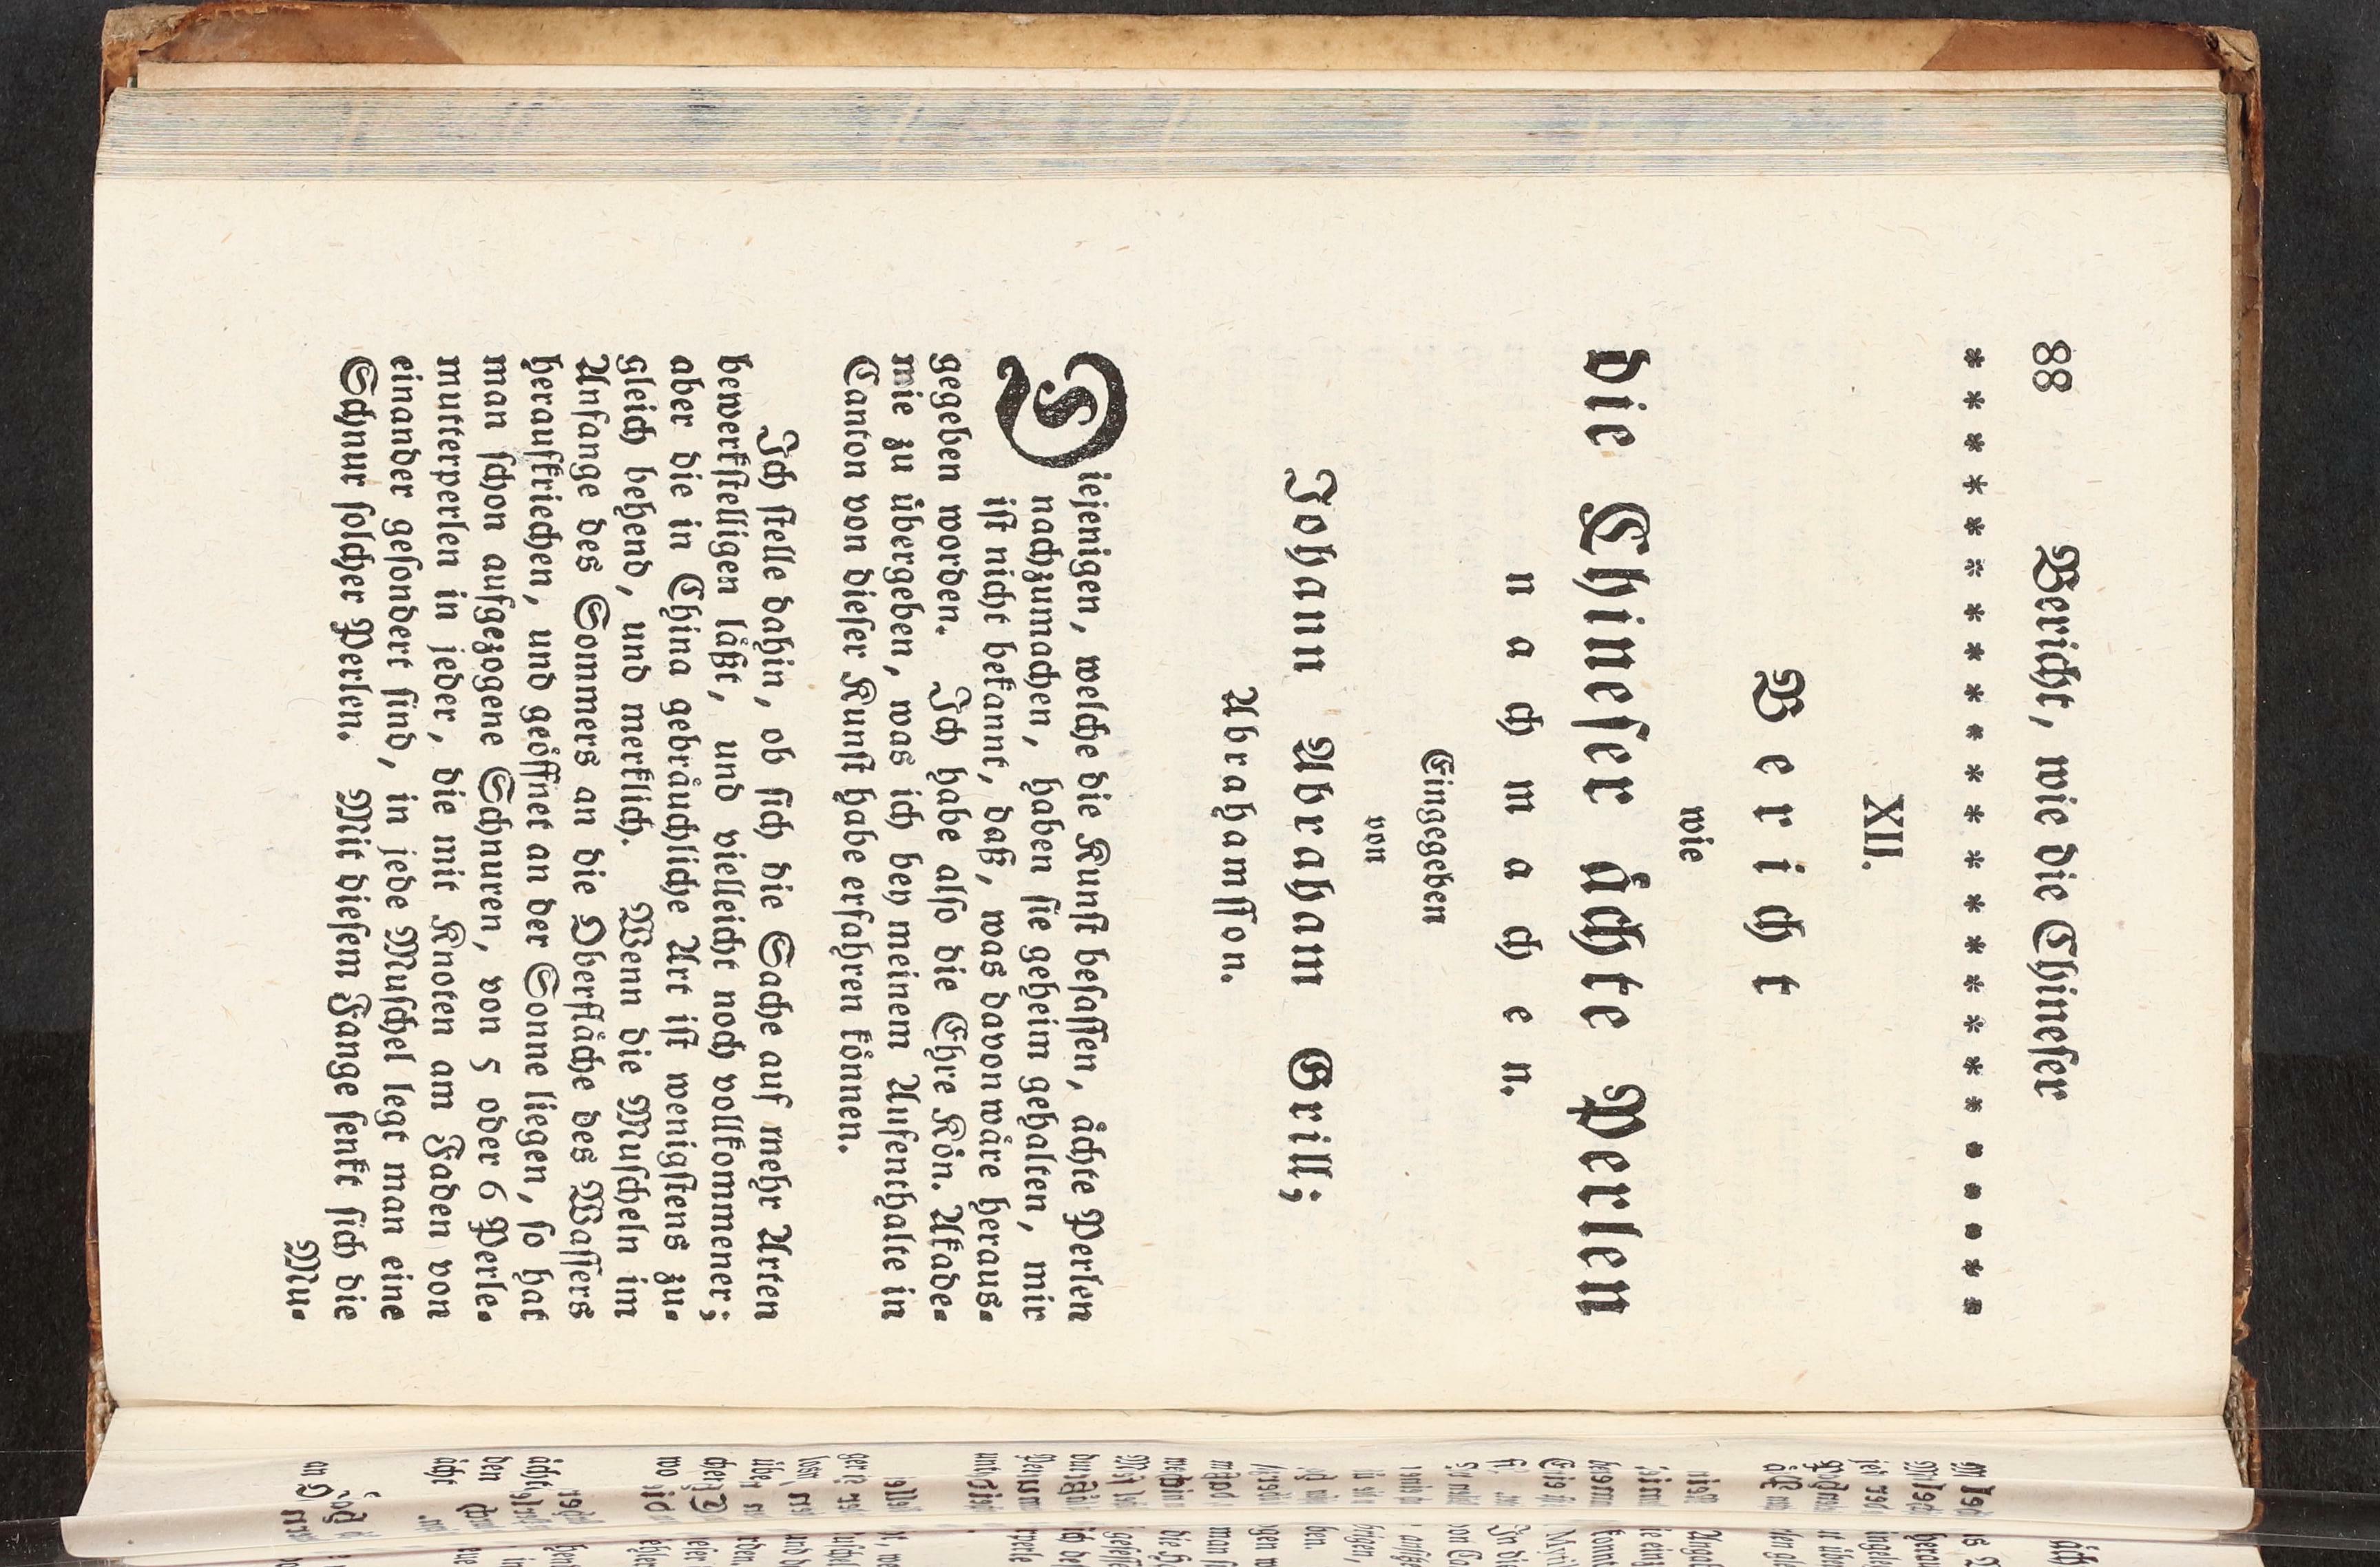 88 Bericht, wie die Chineser
* * * * * * * * * * * * * * * * * * * * * * * *
XII.
Bericht
wie
die Chineser ächte Perlen
nachmachen.
Eingegeben
von
Johann Abraham Grill;
Abrahamsson.
Diejenigen, welche die Kunst besassen, ächte Perlen
nachzumachen, haben sie geheim gehalten, mir
ist nicht bekannt, daß, was davon wäre heraus-
gegeben worden. Ich habe also die Ehre Kön. Akade-
mie zu übergeben, was ich bey meinem Aufenthalte in
Canton von dieser Kunst habe erfahren können.
Ich stelle dahin, ob sich die Sache auf mehr Arten
bewerkstelligen läßt, und vielleicht noch vollkommener;
aber die in China gebräuchliche Art ist wenigstens zu-
gleich behend, und merklich. Wenn die Muscheln im
Anfange des Sommers an die Oberfläche des Wassers
heraufkriechen, und geöffnet an der Sonne liegen, so hat
man schon aufgezogene Schnuren, von 5 oder 6 Perle-
mutterperlen in jeder, die mit Knoten am Faden von
einander gesondert sind, in jede Muschel legt man eine
Schnur solcher Perlen. Mit diesem Fange senkt sich die
Mu-